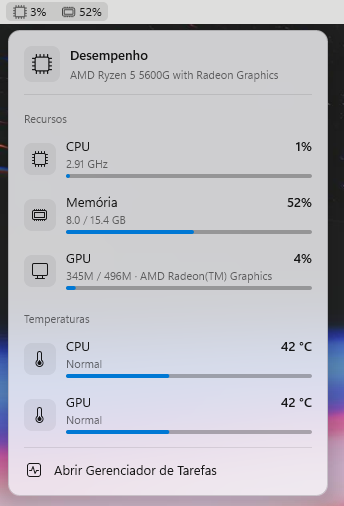 3% 52%
Desempenho
AMD Ryzen 5 5600G with Radeon Graphics
Recursos
CPU 1%
2.91 GHz
Memória 52%
8.0 / 15.4 GB
GPU 4%
345M / 496M · AMD Radeon(TM) Graphics
Temperaturas
CPU 42 °C
Normal
GPU 42 °C
Normal
Abrir Gerenciador de Tarefas